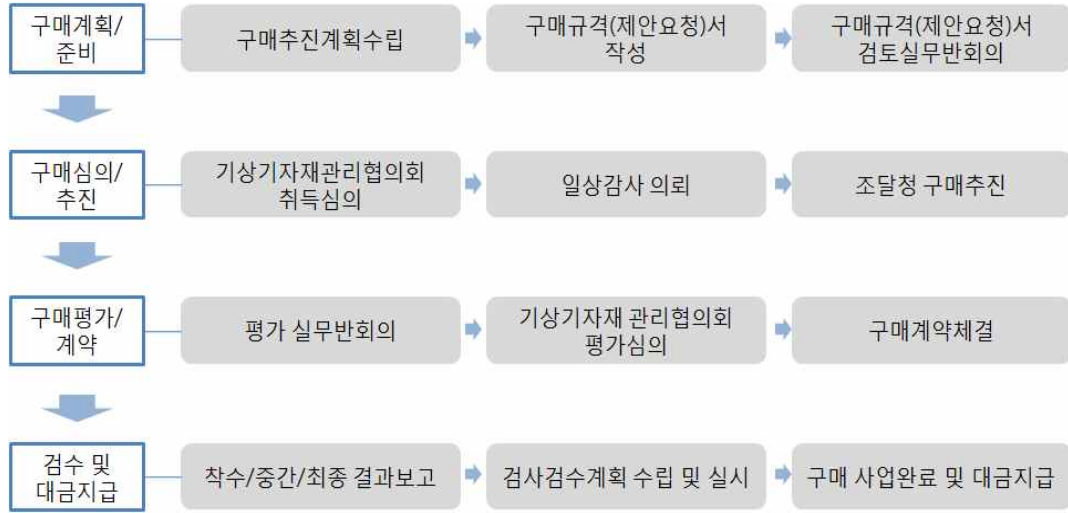 구매계획/
준비
구매추진계획수립
구매규격(제안요청)서
작성
구매규격(제안요청)서
검토실무반회의
구매심의/
추진
기상기자재관리협의회
취득심의
일상감사 의뢰
조달청 구매추진
구매평가/
계약
평가 실무반회의
기상기자재 관리협의회
평가심의
구매계약체결
검수 및
대금지급
착수/중간/최종 결과보고
검사검수계획 수립 및 실시
구매 사업완료 및 대금지급